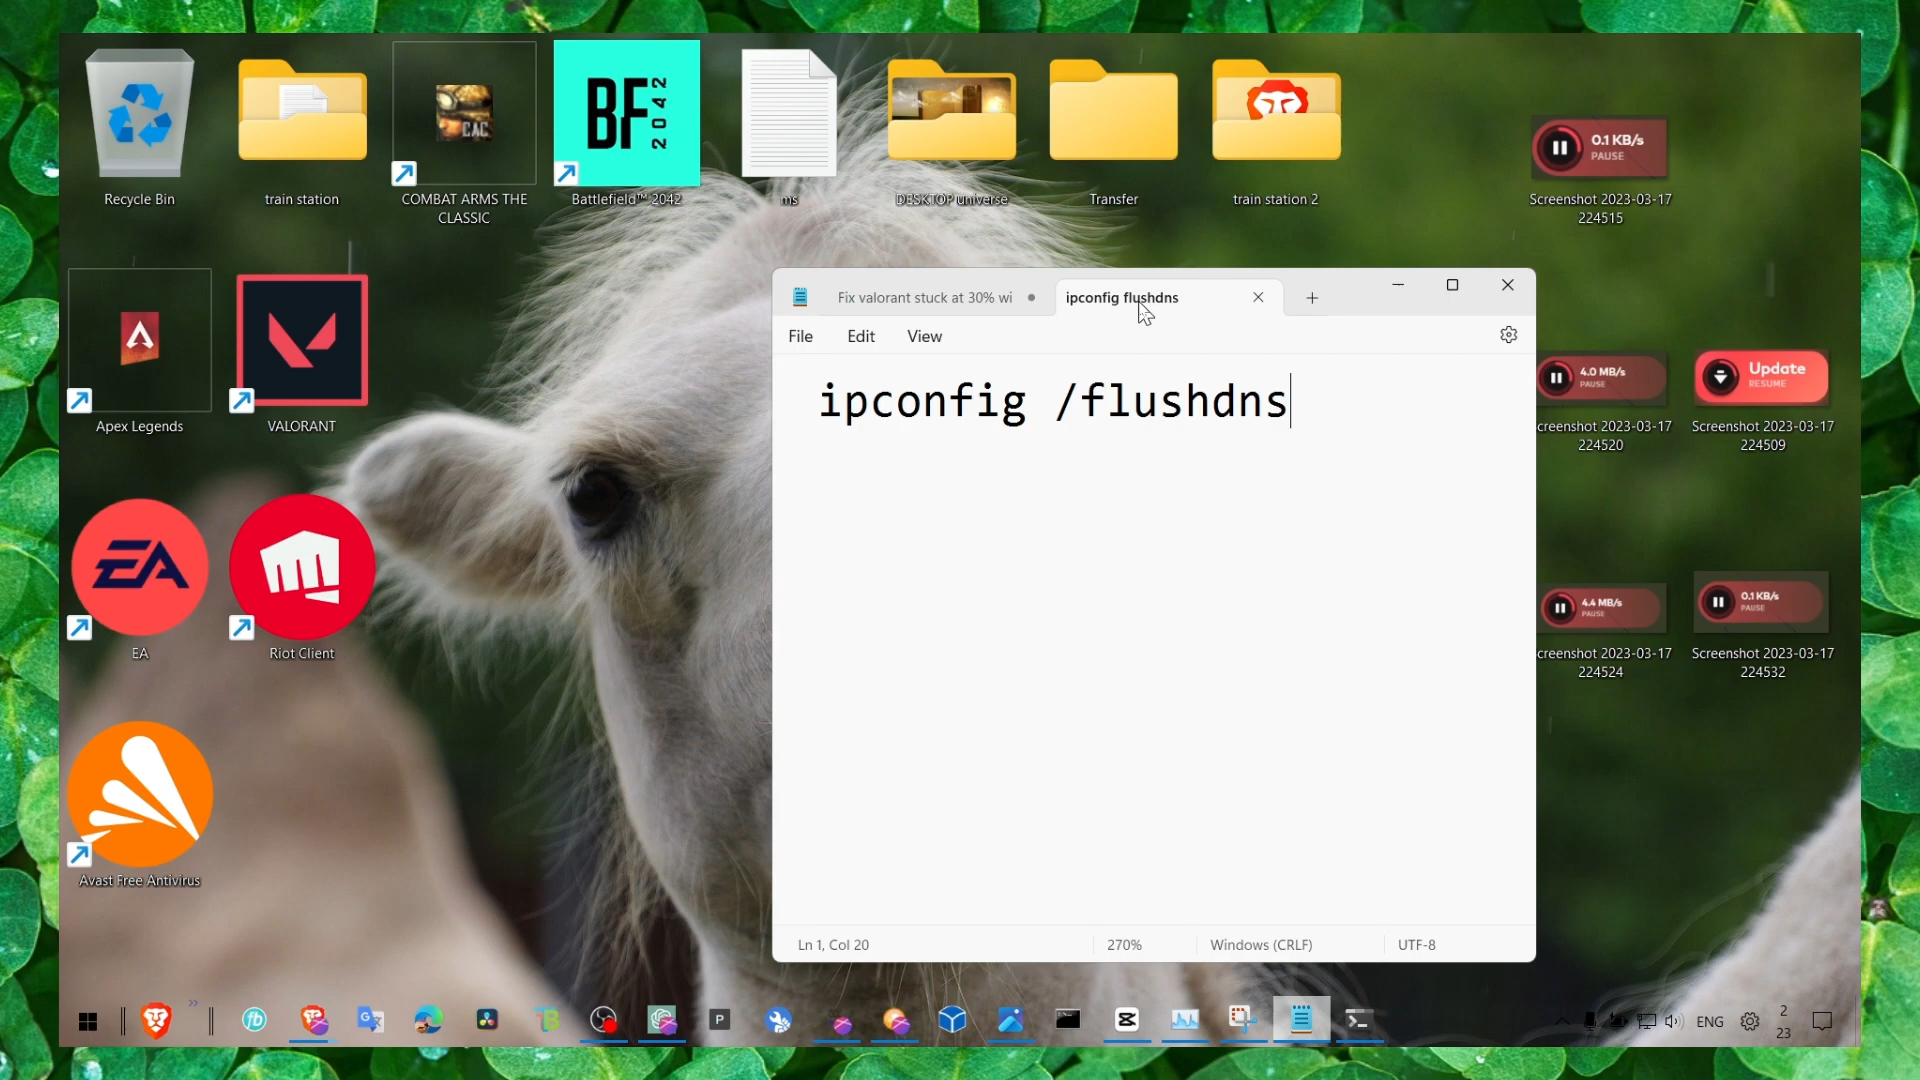 Recycle Bin
train station
CAC
COMBAT ARMS THE
CLASSIC
BF
2042
Battlefield™ 2042
ms
DESKTOP universe
Transfer
train station 2
0.1 KB/s
PAUSE
Screenshot 2023-03-17
224515
Apex Legends
VALORANT
Fix valorant stuck at 30% wi
ipconfig flushdns
File
Edit
View
ipconfig /flushdns
4.0 MB/s
PAUSE
creenshot 2023-03-17
224520
Update
RESUME
Screenshot 2023-03-17
224509
EA
EA
Riot Client
4.4 MB/s
PAUSE
creenshot 2023-03-17
224524
0.1 KB/s
PAUSE
Screenshot 2023-03-17
224532
Avast Free Antivirus
Ln 1, Col 20
270%
Windows (CRLF)
UTF-8
fb
G
P
ENG
2
23